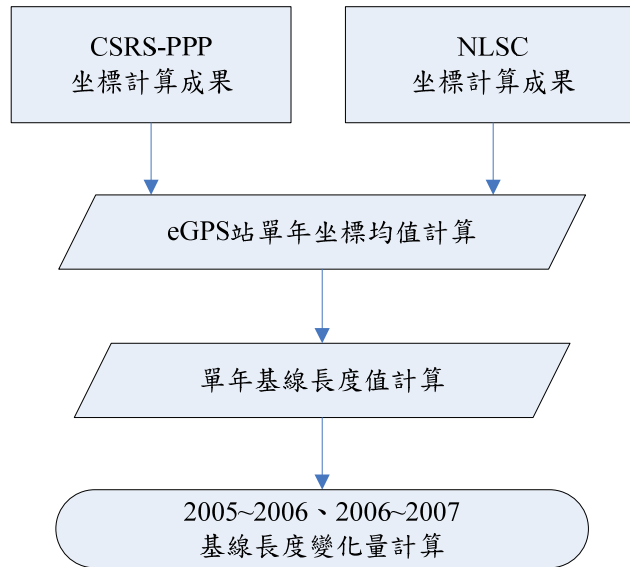 CSRS-PPP
坐標計算成果
NLSC
坐標計算成果
eGPS站單年坐標均值計算
單年基線長度值計算
2005~2006、2006~2007
基線長度變化量計算